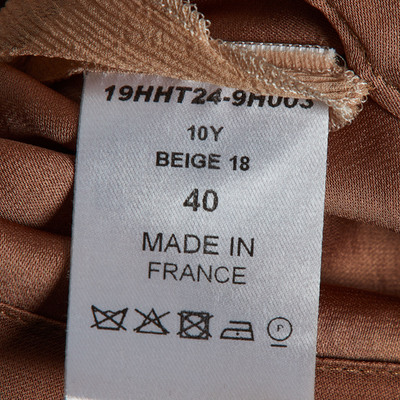 19HHT24-9H003
10Y
BEIGE 18
40
MADE IN
FRANCE
P